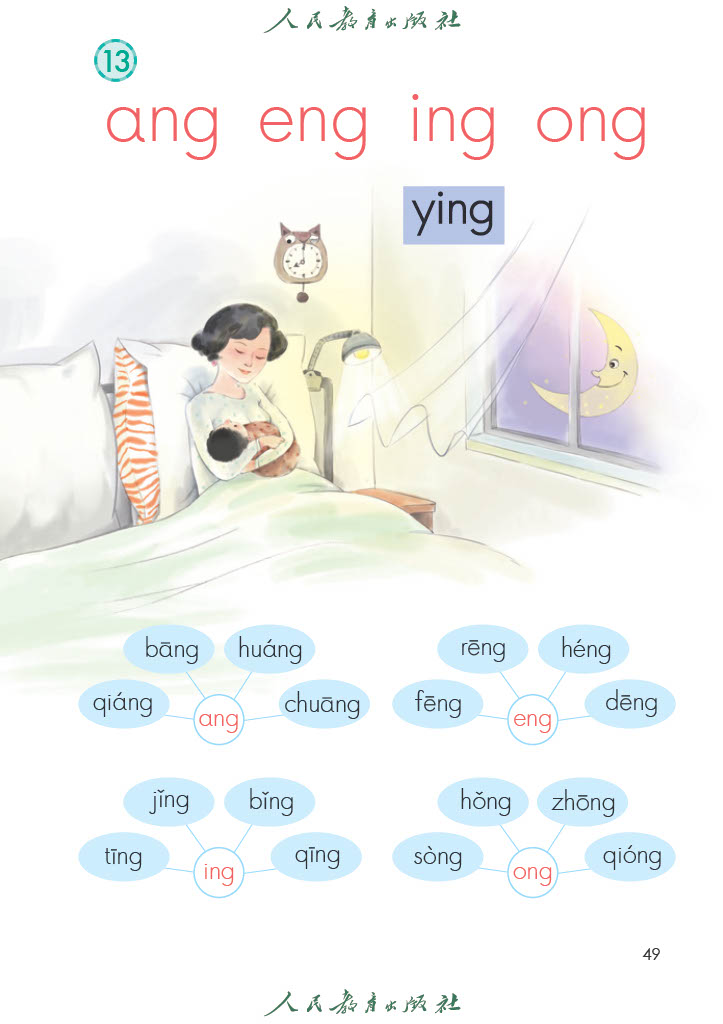 人民教育出版社
13
ang eng ing ong
ying
bāng huáng rēng héng
qiáng ang chuāng fēng eng dēng
jǐng bǐng hǒng zhōng
tīng ing qīng sòng ong qióng
49
人民教育出版社